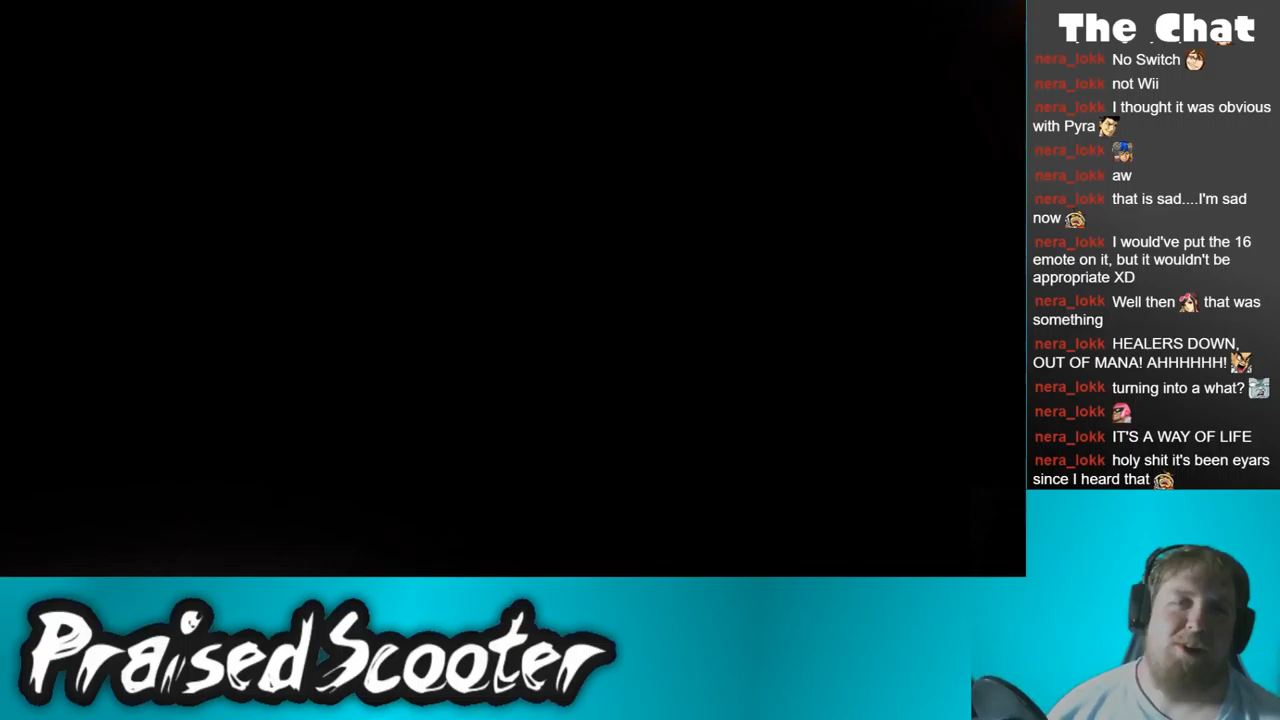 The Chat
nera_lokk No Switch
nera_lokk not Wii
nera_lokk I thought it was obvious
with Pyra
nera_lokk
nera_lokk aw
nera_lokk that is sad....I'm sad
now
nera_lokk I would've put the 16
emote on it, but it wouldn't be
appropriate XD
nera_lokk Well then that was
something
nera_lokk HEALERS DOWN,
OUT OF MANA! AHHHHHH!
nera_lokk turning into a what?
nera_lokk
nera_lokk IT'S A WAY OF LIFE
nera_lokk holy shit it's been eyars
since I heard that
Praised Scooter